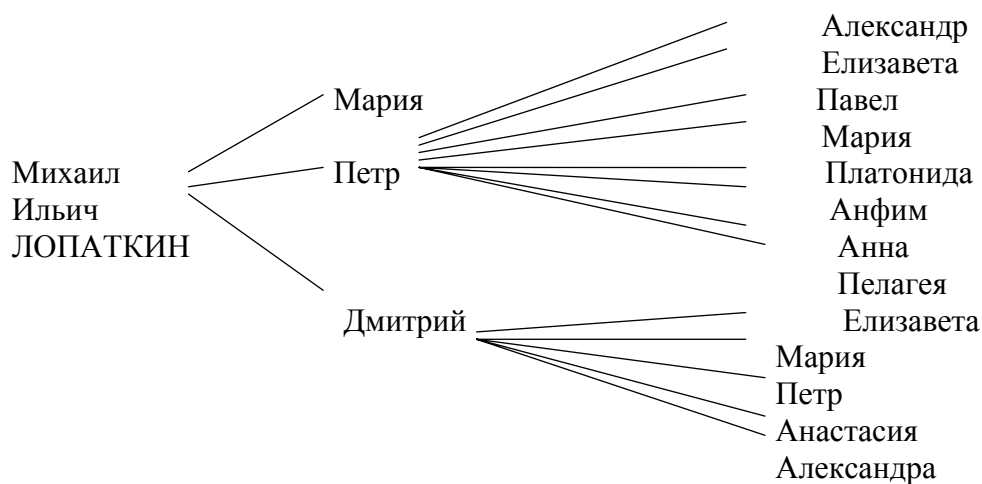 Михаил
Ильич
ЛОПАТКИН
Мария
Петр
Дмитрий
Александр
Елизавета
Павел
Мария
Платонида
Анфим
Анна
Пелагея
Елизавета
Мария
Петр
Анастасия
Александра